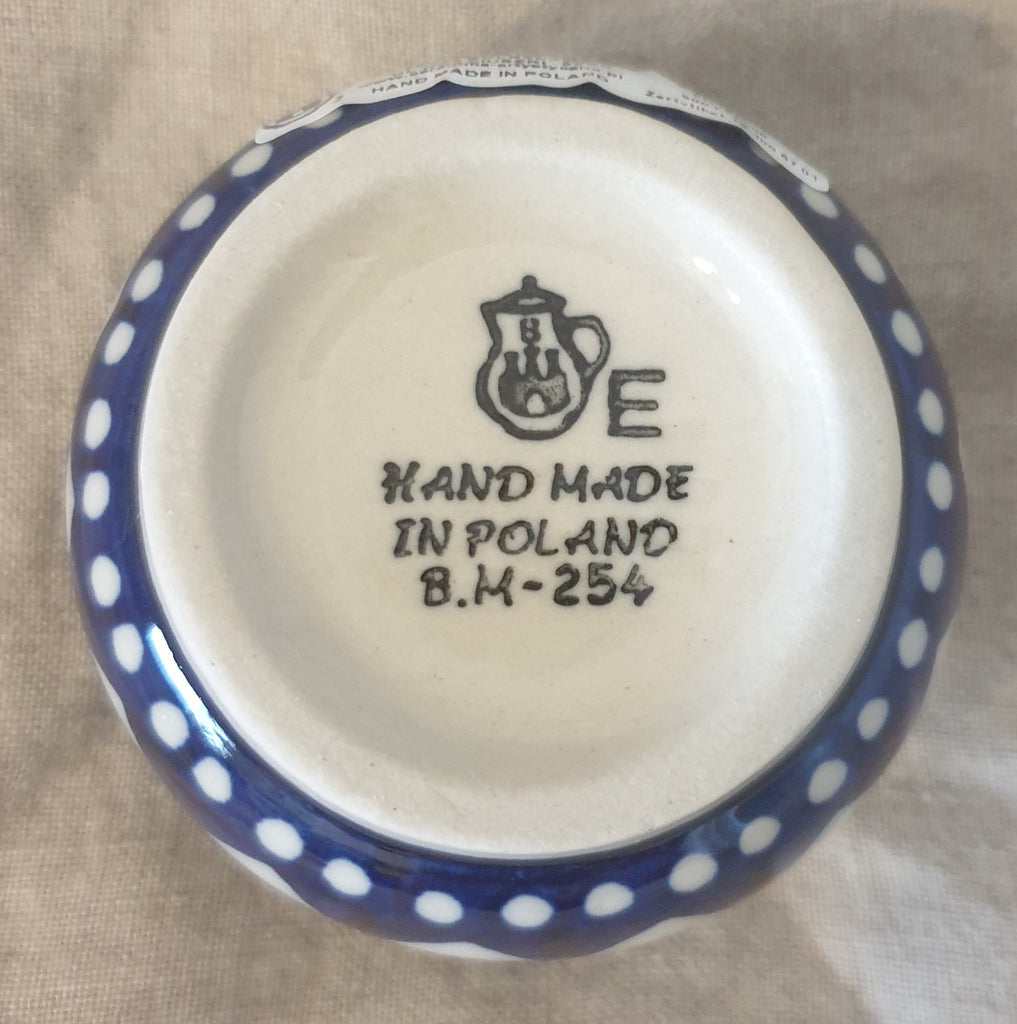 HAND MADE IN POLAND
B
E
HAND MADE
IN POLAND
B.M-254